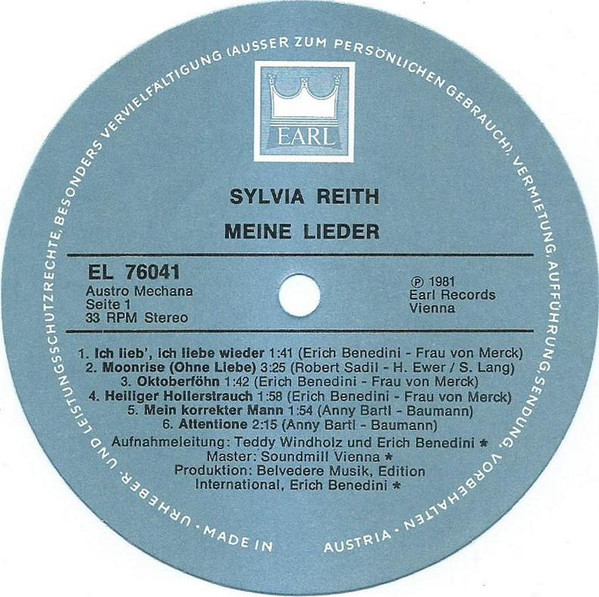 URHEBER- UND LEISTUNGSSCHUTZRECHTE, BESONDERS VERVIELFÄLTIGUNG (AUSSER ZUM PERSÖNLICHEN GEBRAUCH), VERMIETUNG, AUFFÜHRUNG, SENDUNG, VORBEHALTEN · AUSTRIA ·
· MADE IN
EARL
SYLVIA REITH
MEINE LIEDER
EL 76041
Austro Mechana
Seite 1
33 RPM Stereo
℗ 1981
Earl Records
Vienna
1. Ich lieb', ich liebe wieder 1:41 (Erich Benedini - Frau von Merck)
2. Moonrise (Ohne Liebe) 3:25 (Robert Sadil - H. Ewer / S. Lang)
3. Oktoberföhn 1:42 (Erich Benedini - Frau von Merck)
4. Heiliger Hollerstrauch 1:58 (Erich Benedini - Frau von Merck)
5. Mein korrekter Mann 1:54 (Anny Bartl - Baumann)
6. Attentione 2:15 (Anny Bartl - Baumann)
Aufnahmeleitung: Teddy Windholz und Erich Benedini *
Master: Soundmill Vienna *
Produktion: Belvedere Musik, Edition
International, Erich Benedini *